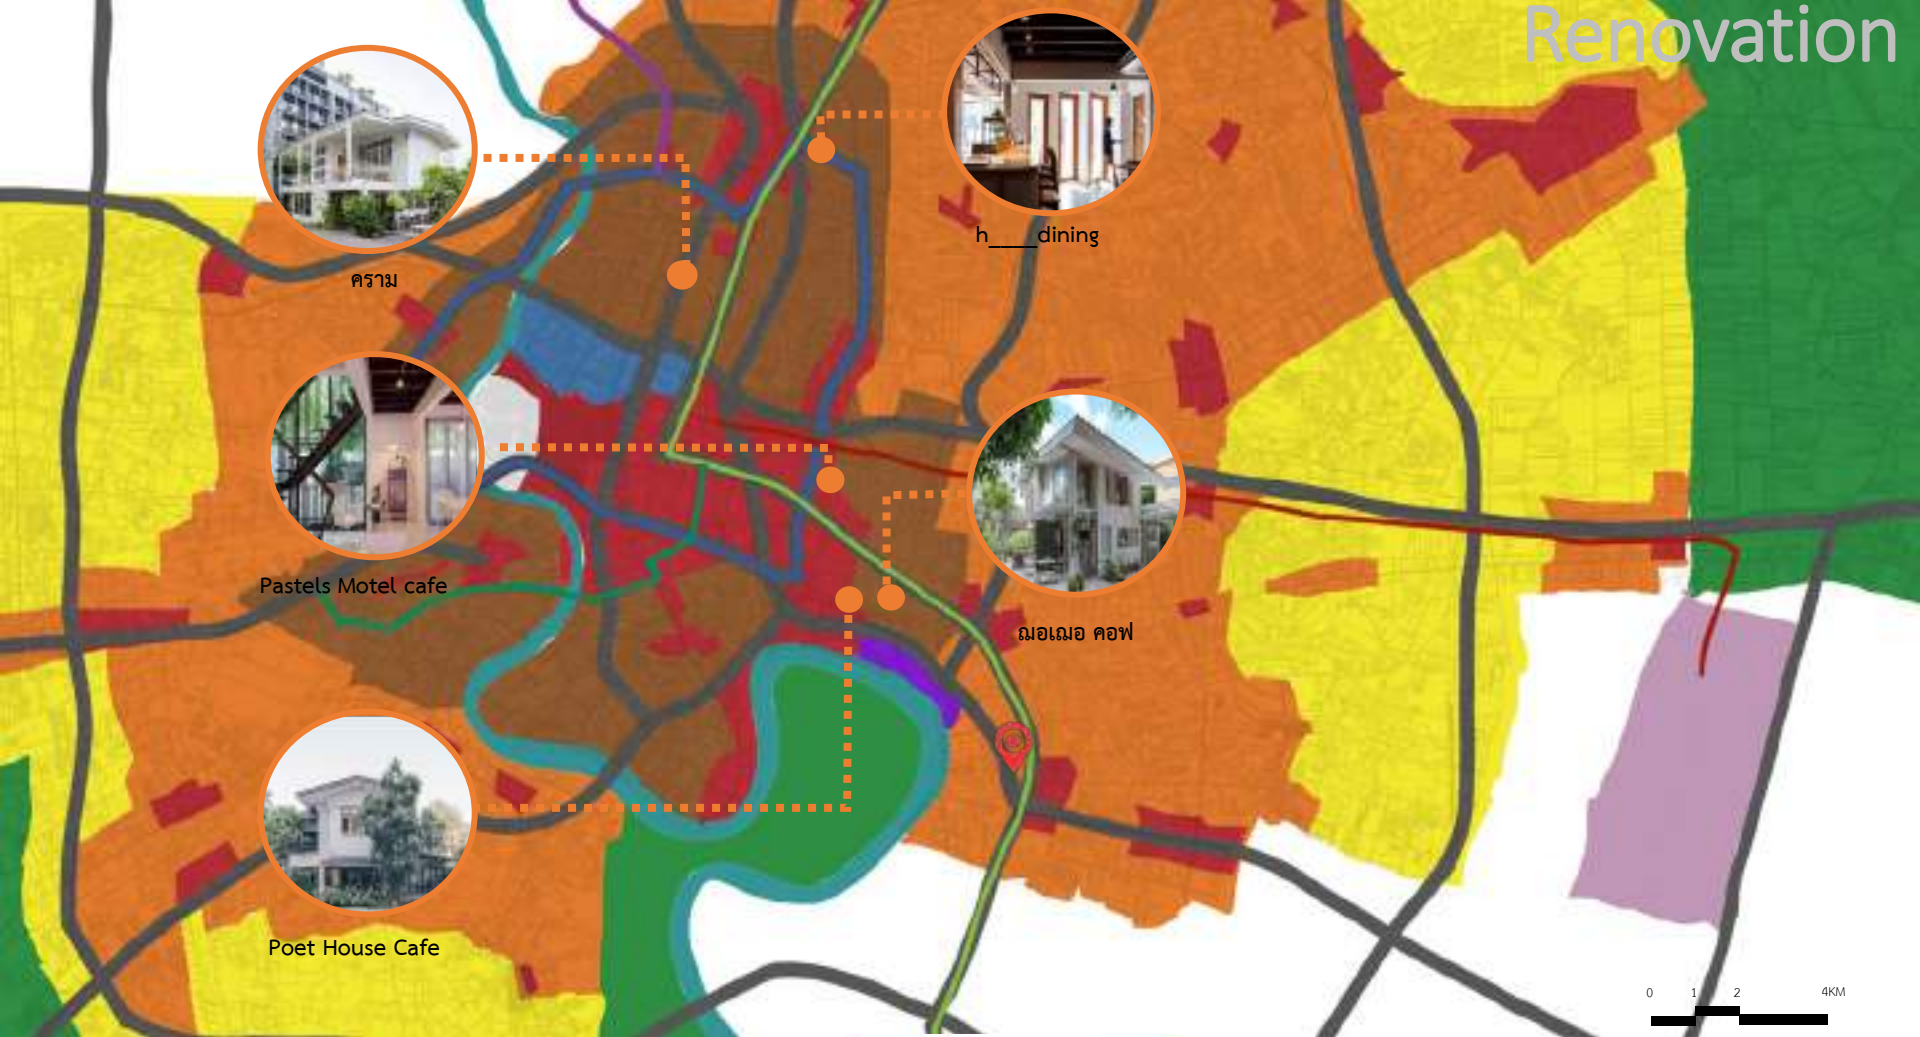 Renovation
h____dining
คราม
Pastels Motel cafe
ฌอเฌอ คอฟ
Poet House Cafe
0 1 2 4KM